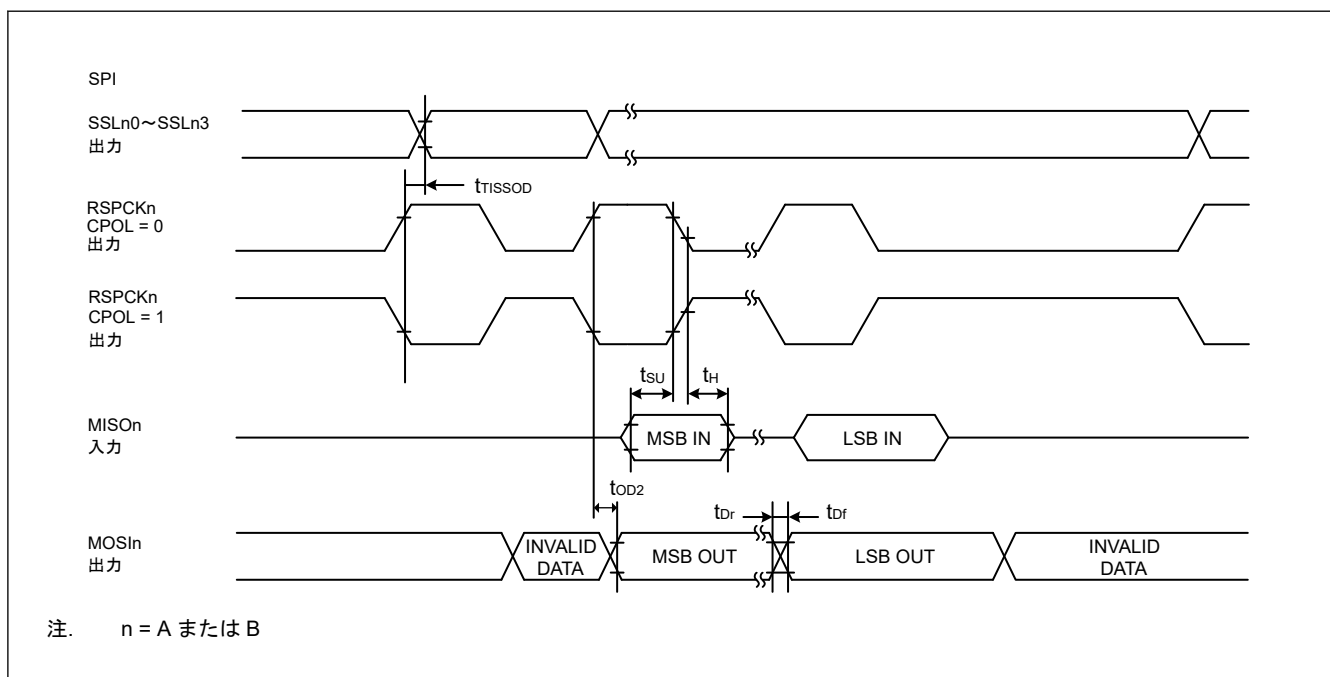 SPI
SSLn0～SSLn3
出力
tTISSOD
RSPCKn
CPOL = 0
出力
RSPCKn
CPOL = 1
出力
tSU
tH
MISOn
入力
MSB IN
LSB IN
tOD2
tDr
tDf
MOSIn
出力
INVALID
DATA
MSB OUT
LSB OUT
INVALID
DATA
注. n = A または B